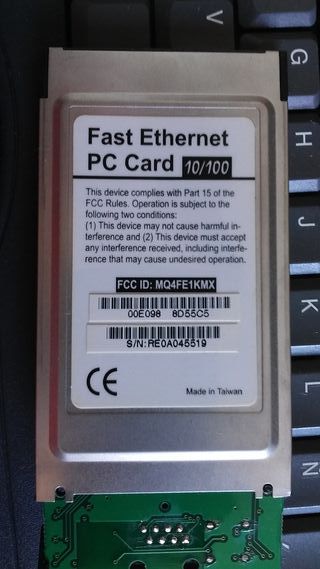 Fast Ethernet
PC Card 10/100
This device complies with Part 15 of the
FCC Rules. Operation is subject to the
following two conditions:
(1) This device may not cause harmful in-
terference and (2) This device must accept
any interference received, including interfe-
rence that may cause undesired operation.
FCC ID: MQ4FE1KMX
00E098 8D55C5
S/N:RE0A045519
CE
Made in Taiwan
G
V
H
J
K
L
N